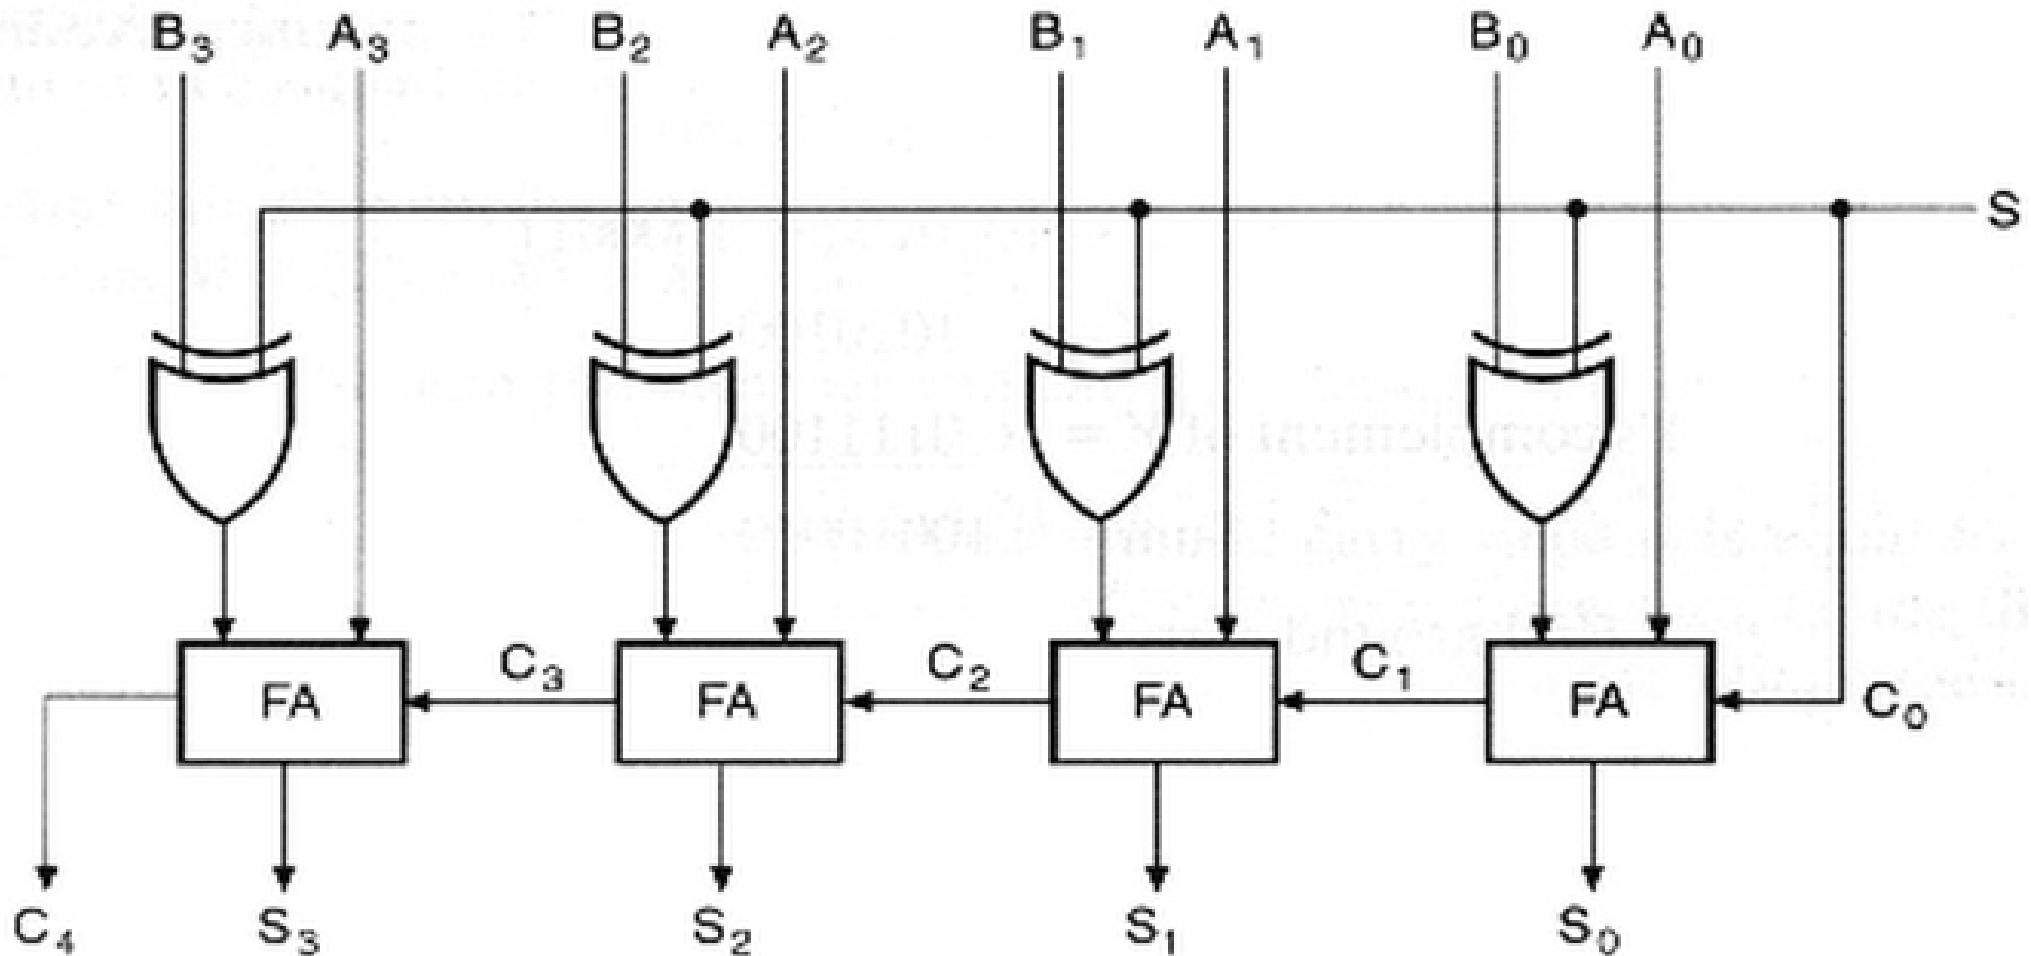 B₃ A₃ B₂ A₂ B₁ A₁ B₀ A₀
S
FA C₃ FA C₂ FA C₁ FA C₀
C₄ S₃ S₂ S₁ S₀